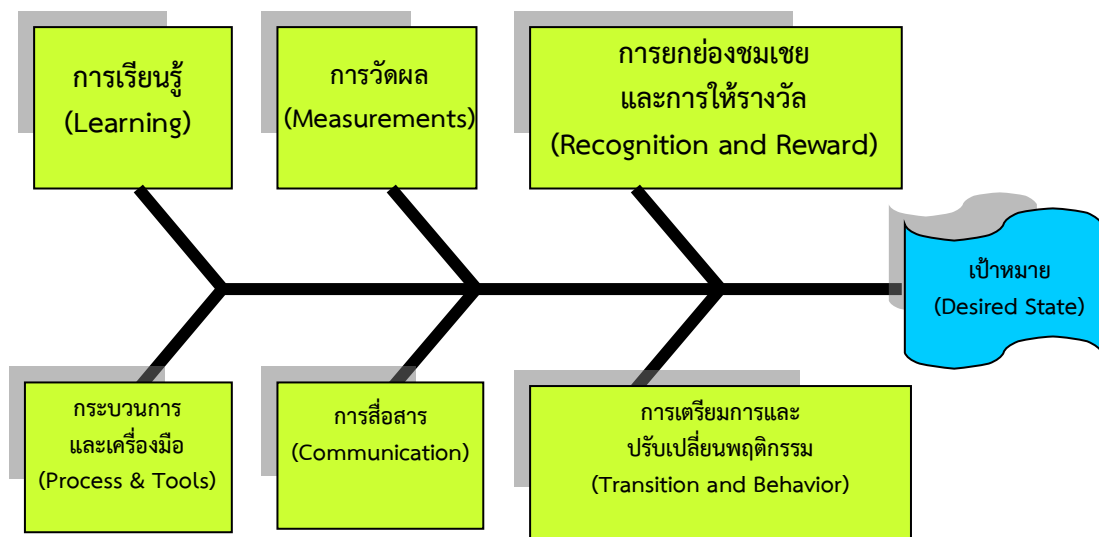 การเรียนรู้
(Learning)
การวัดผล
(Measurements)
การยกย่องชมเชย
และการให้รางวัล
(Recognition and Reward)
เป้าหมาย
(Desired State)
กระบวนการ
และเครื่องมือ
(Process & Tools)
การสื่อสาร
(Communication)
การเตรียมการและ
ปรับเปลี่ยนพฤติกรรม
(Transition and Behavior)